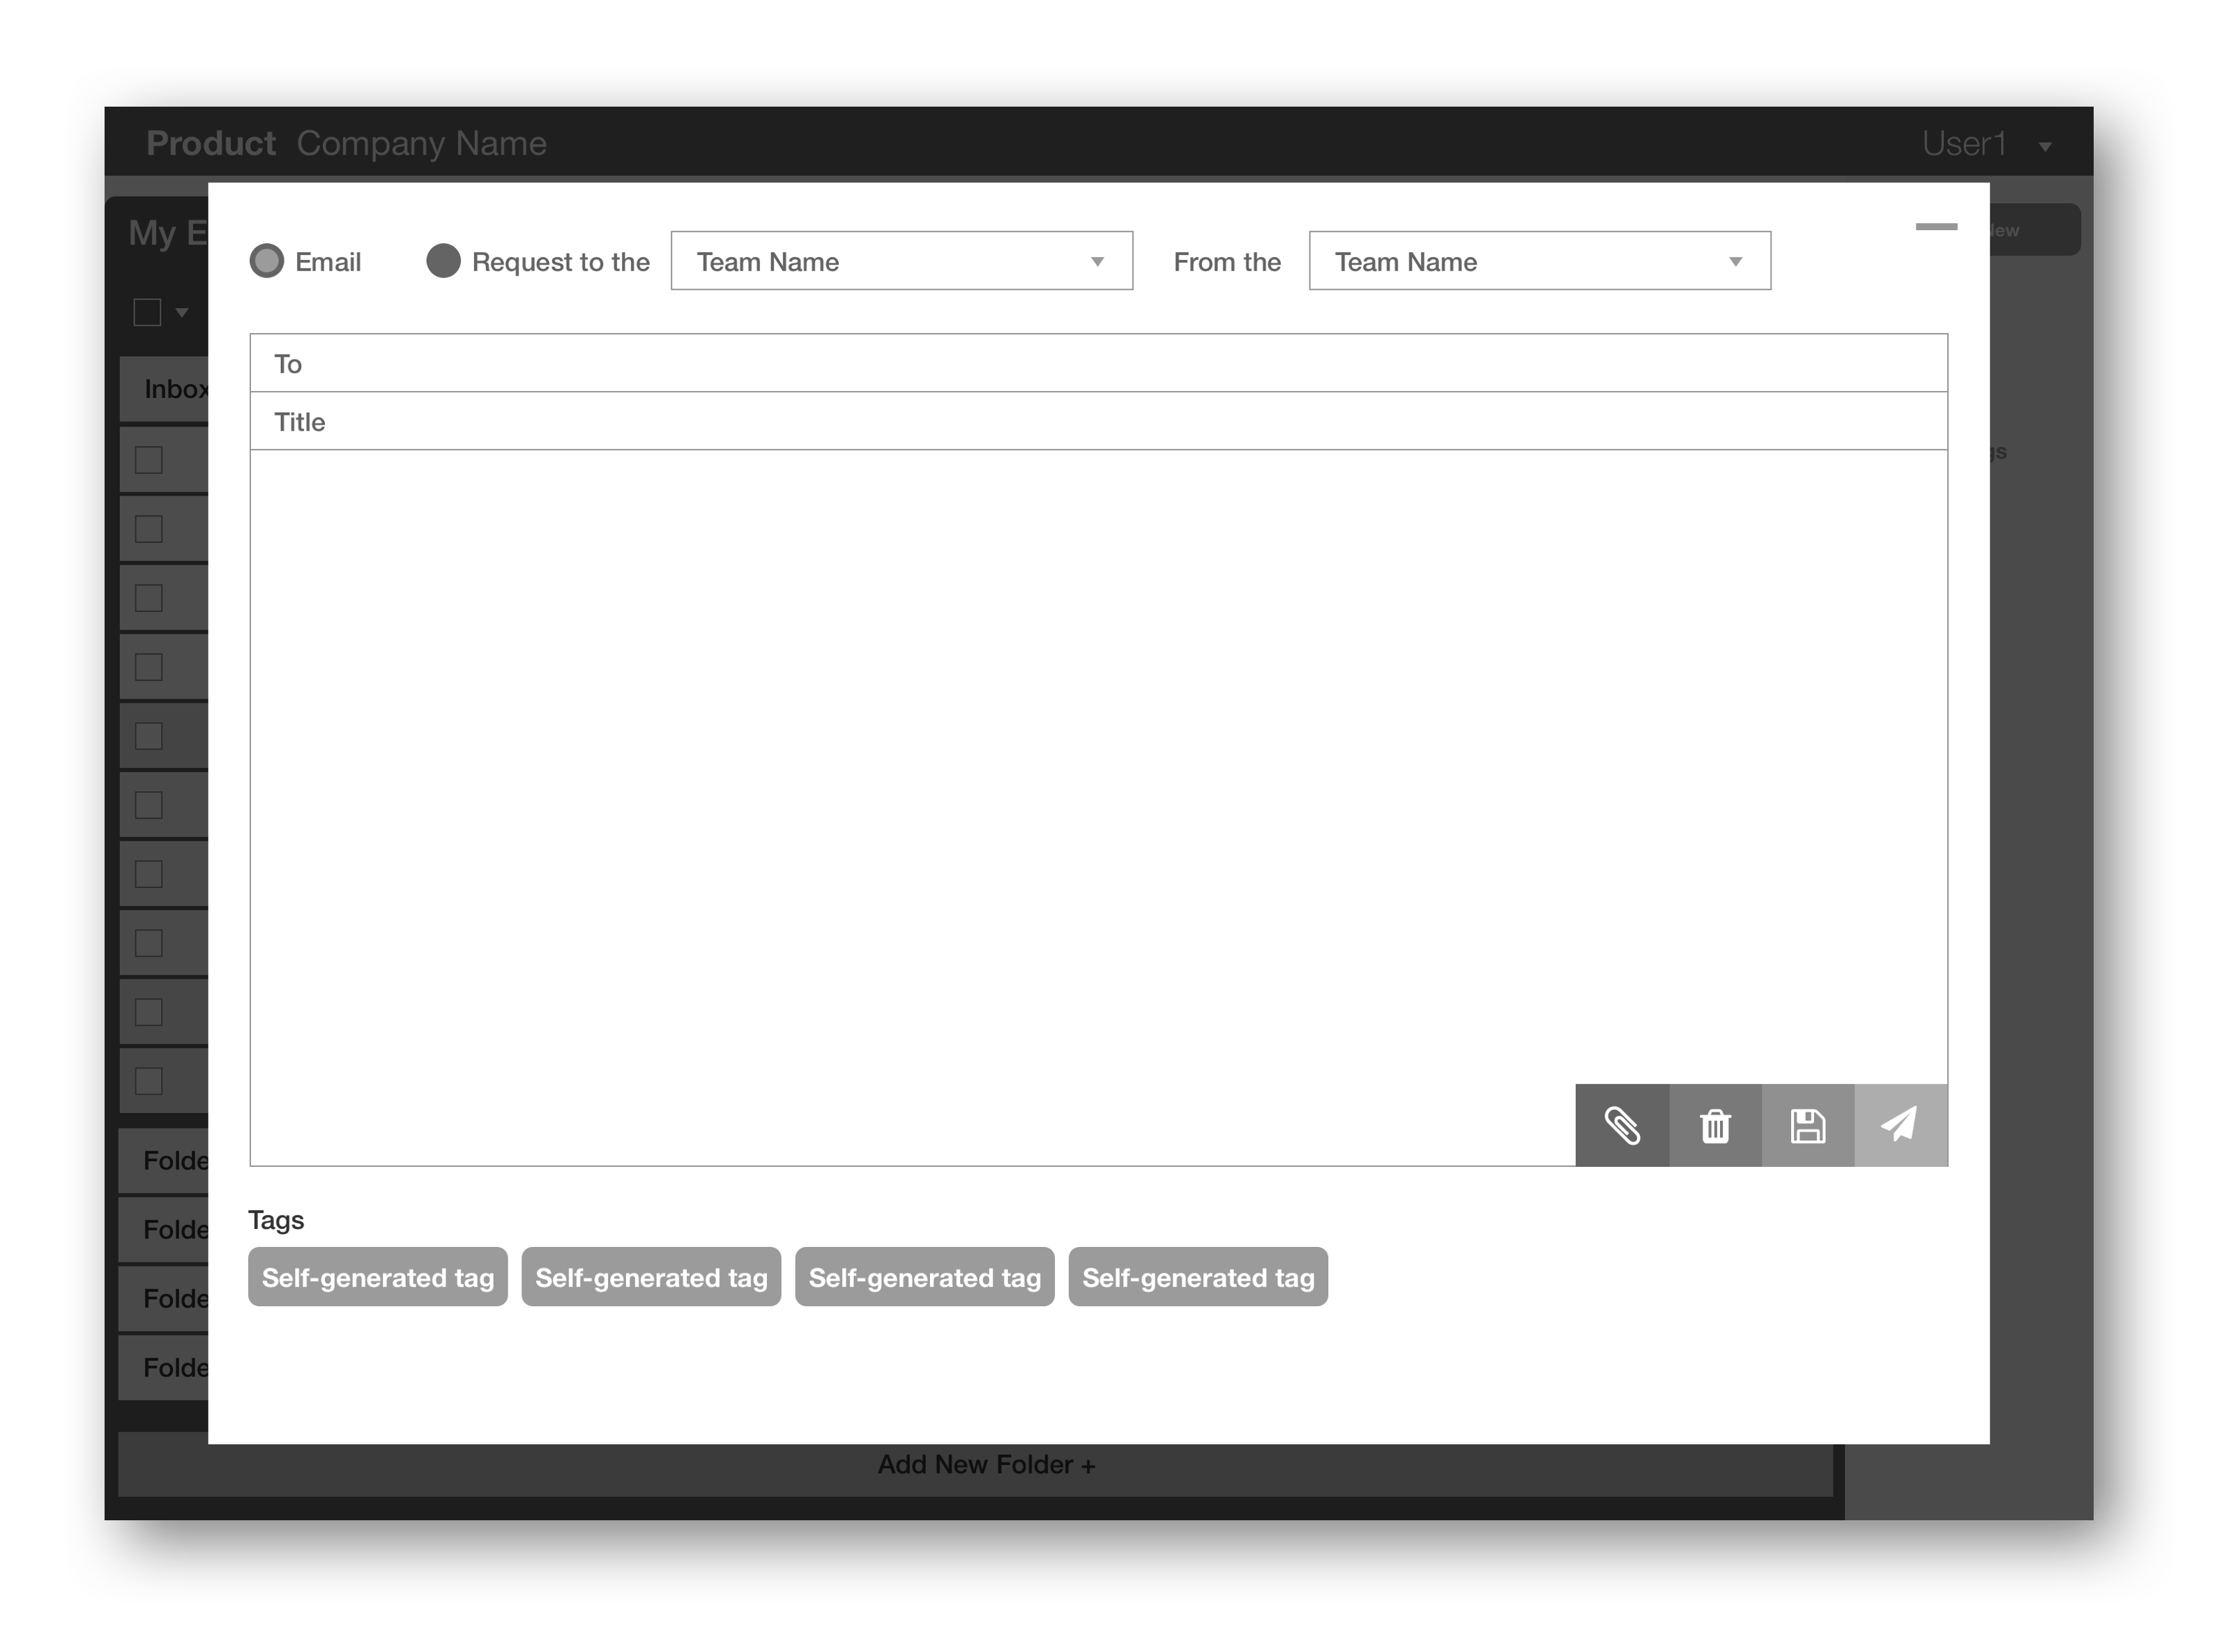 Product Company Name User1
My E
New
Email Request to the Team Name From the Team Name
To
Inbox
Title
gs
Folde
Tags
Folde
Self-generated tag Self-generated tag Self-generated tag Self-generated tag
Folde
Folde
Add New Folder +